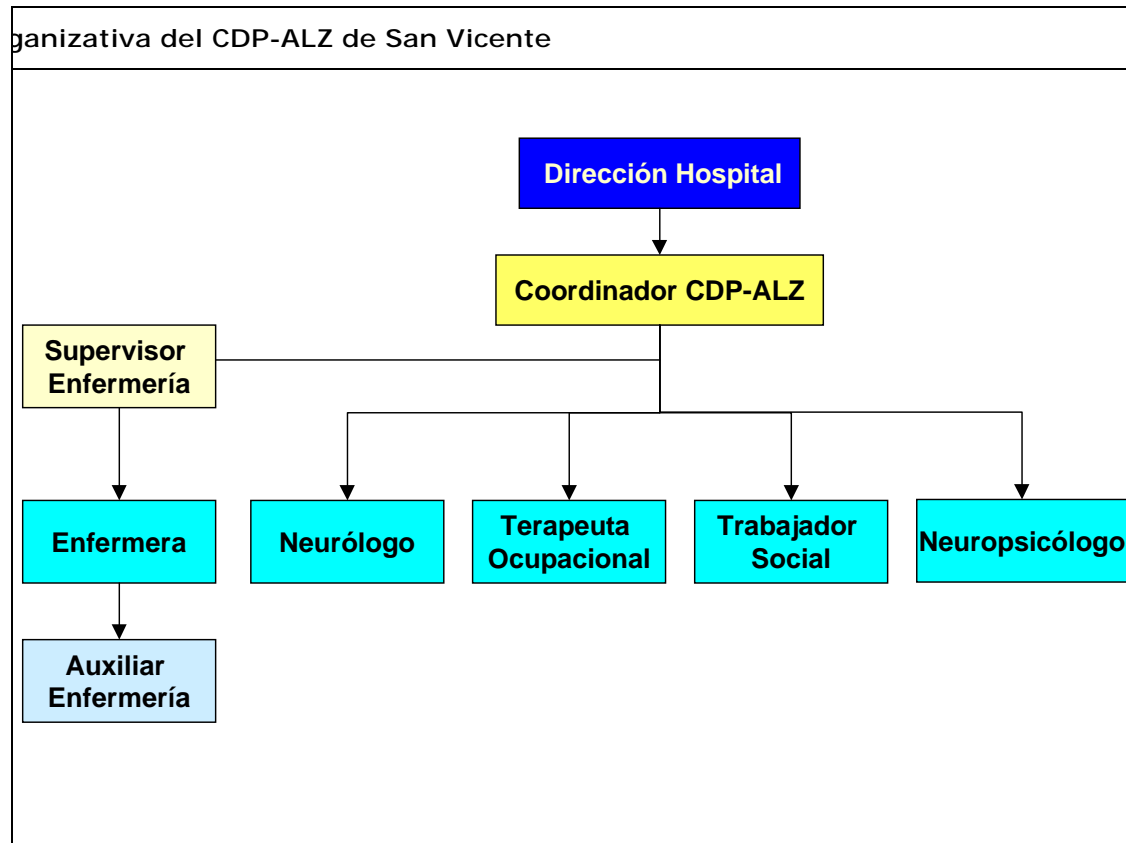 ganizativa del CDP-ALZ de San Vicente
Dirección Hospital
Coordinador CDP-ALZ
Supervisor
Enfermería
Enfermera
Neurólogo
Terapeuta
Ocupacional
Trabajador
Social
Neuropsicólogo
Auxiliar
Enfermería